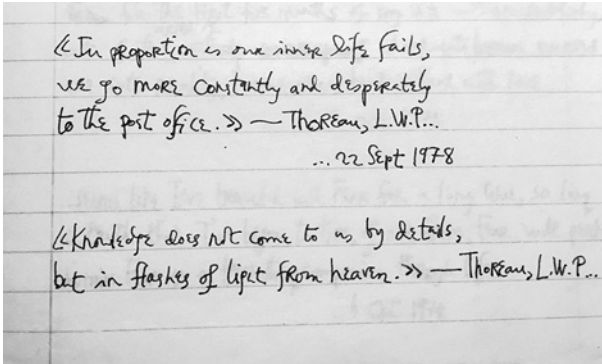 «In proportion as our inner life fails,
we go more constantly and desperately
to the post office.» — Thoreau, L.W.P...
...22 Sept 1978
«Knowledge does not come to us by details,
but in flashes of light from heaven.» — Thoreau, L.W.P...